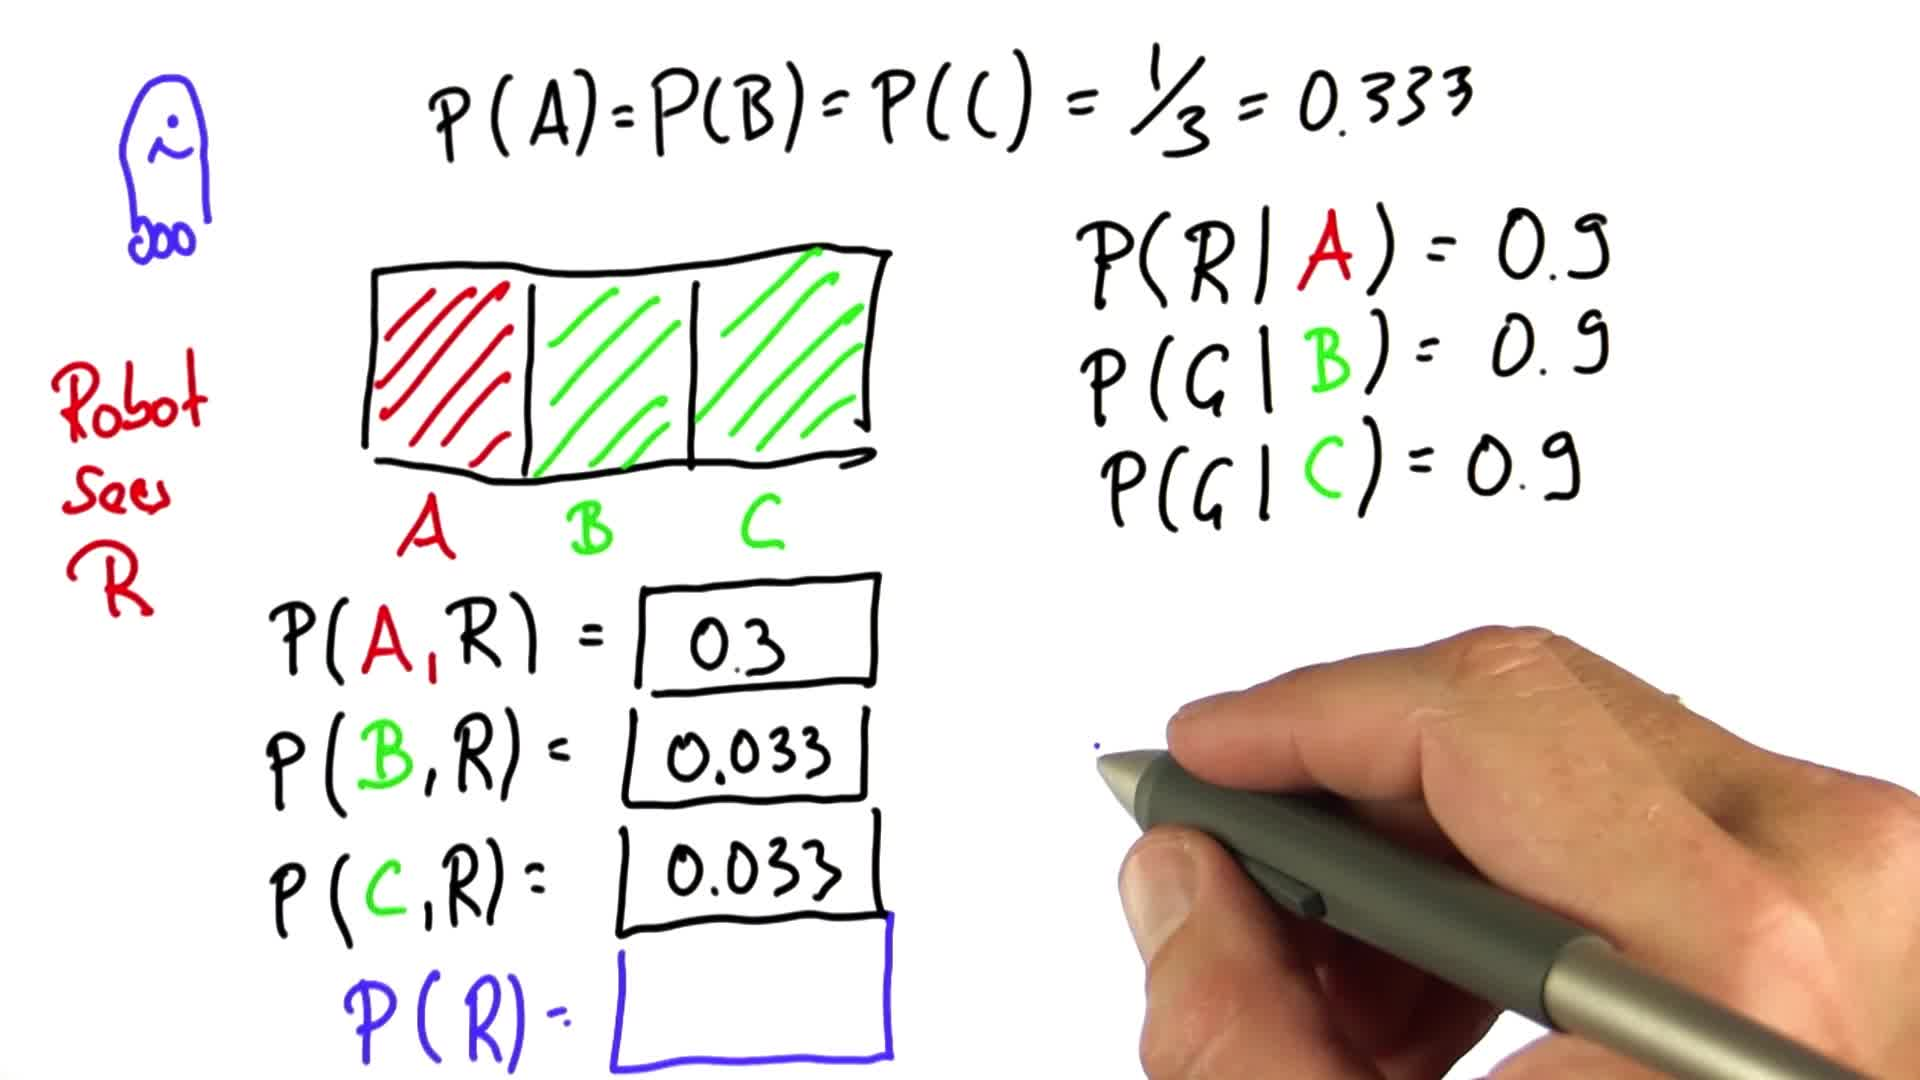 P(A) = P(B) = P(C) = 1/3 = 0.333
P(R|A) = 0.9
P(G|B) = 0.9
P(G|C) = 0.9
Robot
Sees
R
A B C
P(A,R) = 0.3
P(B,R) = 0.033
P(C,R) = 0.033
P(R) =